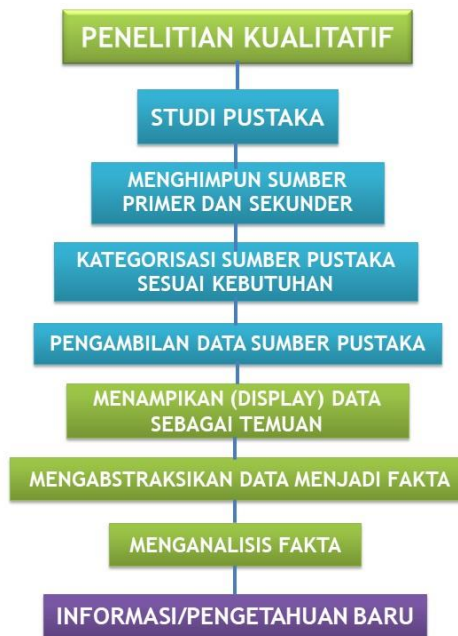 PENELITIAN KUALITATIF
STUDI PUSTAKA
MENGHIMPUN SUMBER
PRIMER DAN SEKUNDER
KATEGORISASI SUMBER PUSTAKA
SESUAI KEBUTUHAN
PENGAMBILAN DATA SUMBER PUSTAKA
MENAMPIKAN (DISPLAY) DATA
SEBAGAI TEMUAN
MENGABSTRAKSIKAN DATA MENJADI FAKTA
MENGANALISIS FAKTA
INFORMASI/PENGETAHUAN BARU